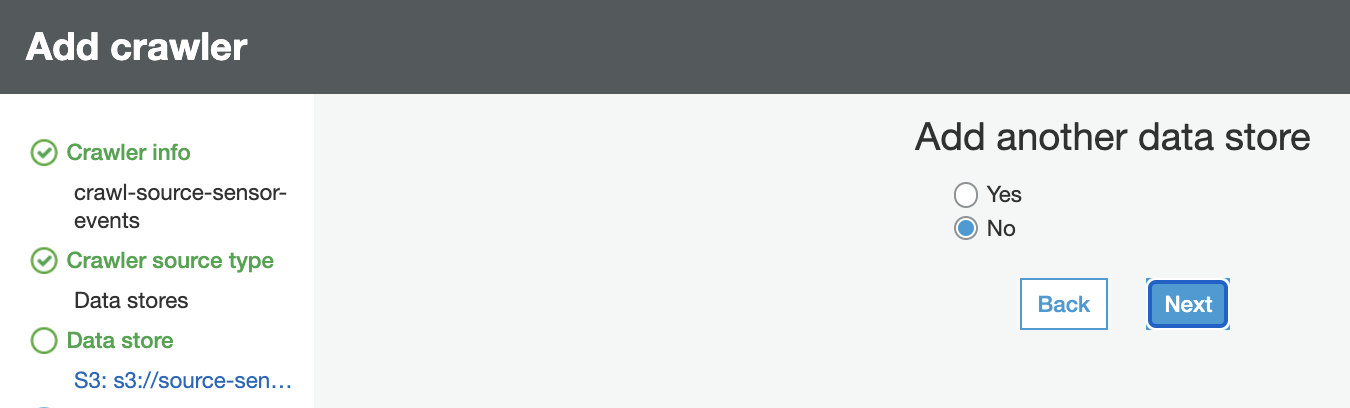 Add crawler
Crawler info
crawl-source-sensor-
events
Crawler source type
Data stores
Data store
S3: s3://source-sen…
Add another data store
Yes
No
Back
Next